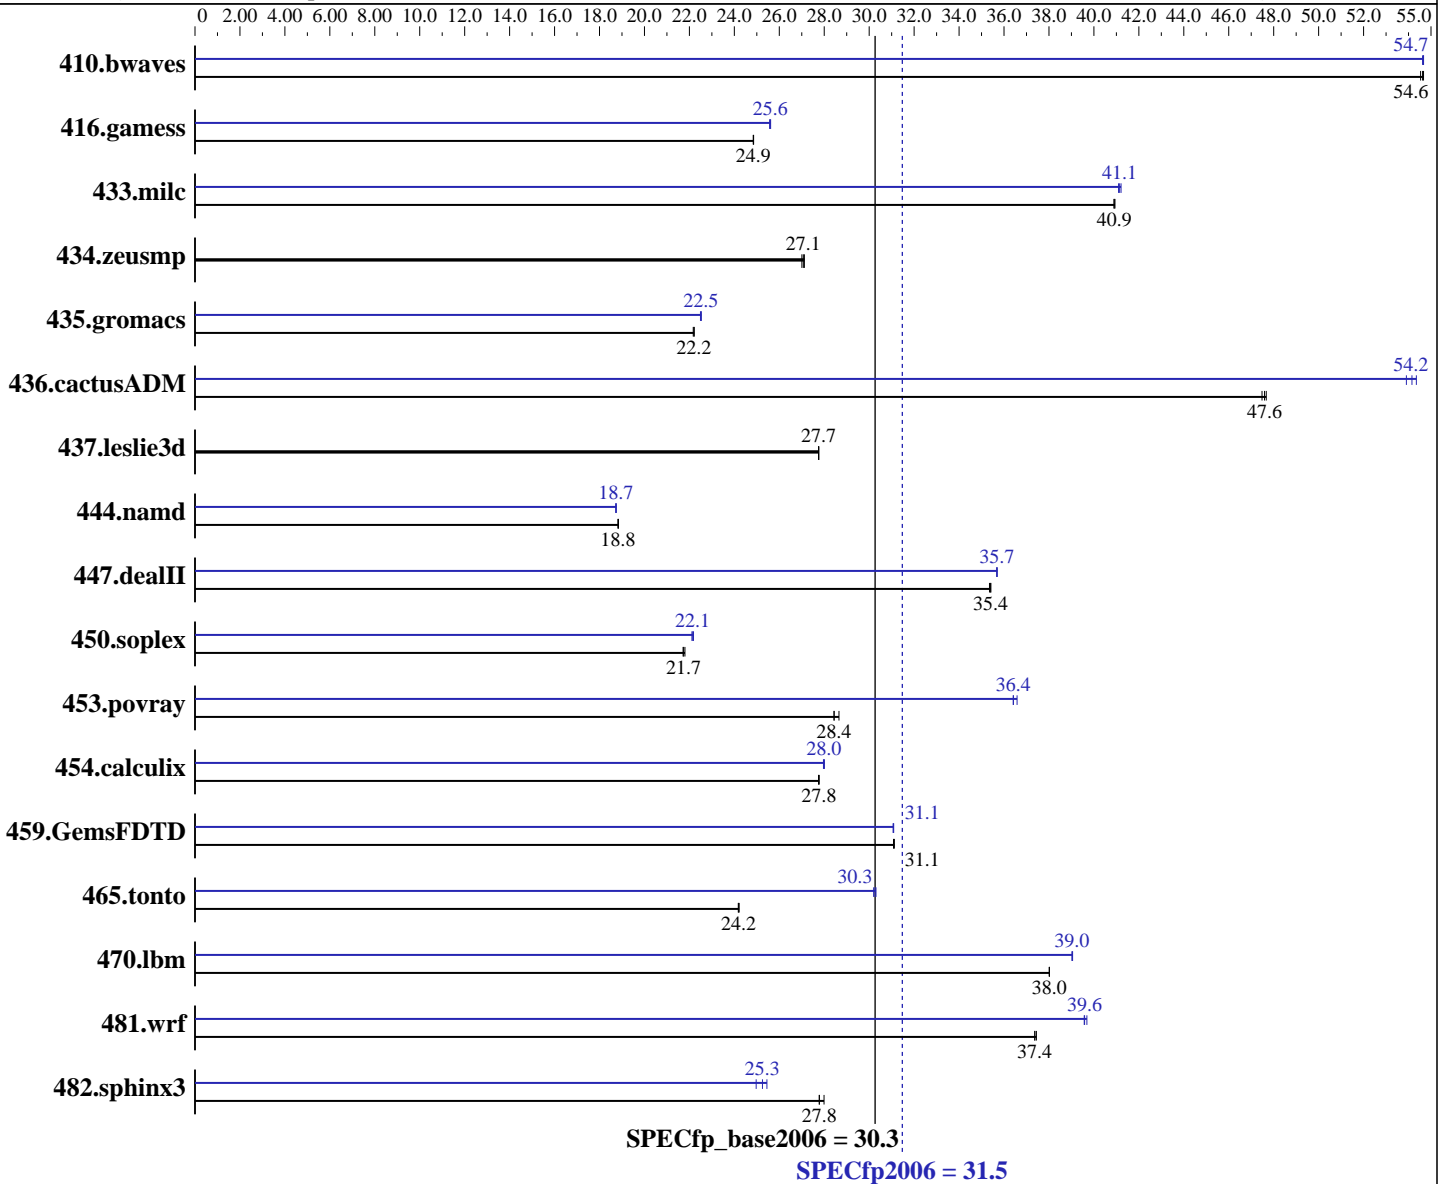 0 2.00 4.00 6.00 8.00 10.0 12.0 14.0 16.0 18.0 20.0 22.0 24.0 26.0 28.0 30.0 32.0 34.0 36.0 38.0 40.0 42.0 44.0 46.0 48.0 50.0 52.0 55.0
54.7
410.bwaves
54.6
25.6
416.gamess
24.9
41.1
433.milc
40.9
27.1
434.zeusmp
22.5
435.gromacs
22.2
54.2
436.cactusADM
47.6
27.7
437.leslie3d
18.7
444.namd
18.8
35.7
447.dealII
35.4
22.1
450.soplex
21.7
36.4
453.povray
28.4
28.0
454.calculix
27.8
31.1
459.GemsFDTD
31.1
30.3
465.tonto
24.2
39.0
470.lbm
38.0
39.6
481.wrf
37.4
25.3
482.sphinx3
27.8
SPECfp_base2006 = 30.3
SPECfp2006 = 31.5